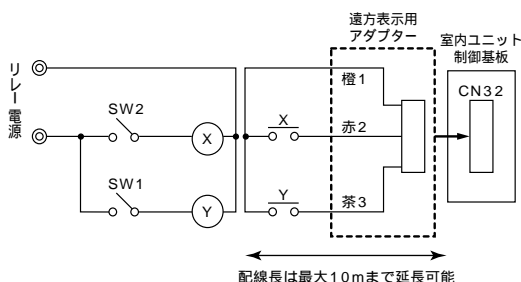 遠方表示用
アダプター
室内ユニット
制御基板
リレー電源
CN32
橙1
SW2
X
X
赤2
SW1
Y
Y
茶3
配線長は最大10mまで延長可能